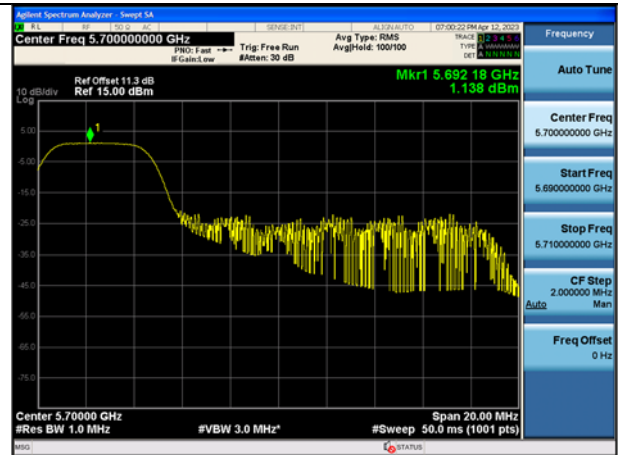 Agilent Spectrum Analyzer - Swept SA
RL RF 50 Ω AC SENSE:INT ALIGNAUTO 07:00:22 PM Apr 12, 2023
Center Freq 5.700000000 GHz
PNO: Fast
IFGain:Low
Trig: Free Run
#Atten: 30 dB
Avg Type: RMS
Avg|Hold: 100/100
TRACE 1 2 3 4 5 6
TYPE A WWWWW
DET A N N N N N
Frequency
Auto Tune
Mkr1 5.692 18 GHz
1.138 dBm
Ref Offset 11.3 dB
Ref 15.00 dBm
10 dB/div
Log
1
5.00
-5.00
-15.0
-25.0
-35.0
-45.0
-55.0
-65.0
-75.0
Center Freq
5.700000000 GHz
Start Freq
5.690000000 GHz
Stop Freq
5.710000000 GHz
CF Step
2.000000 MHz
Auto Man
Freq Offset
0 Hz
Center 5.70000 GHz
Span 20.00 MHz
#Res BW 1.0 MHz
#VBW 3.0 MHz*
#Sweep 50.0 ms (1001 pts)
MSG
STATUS